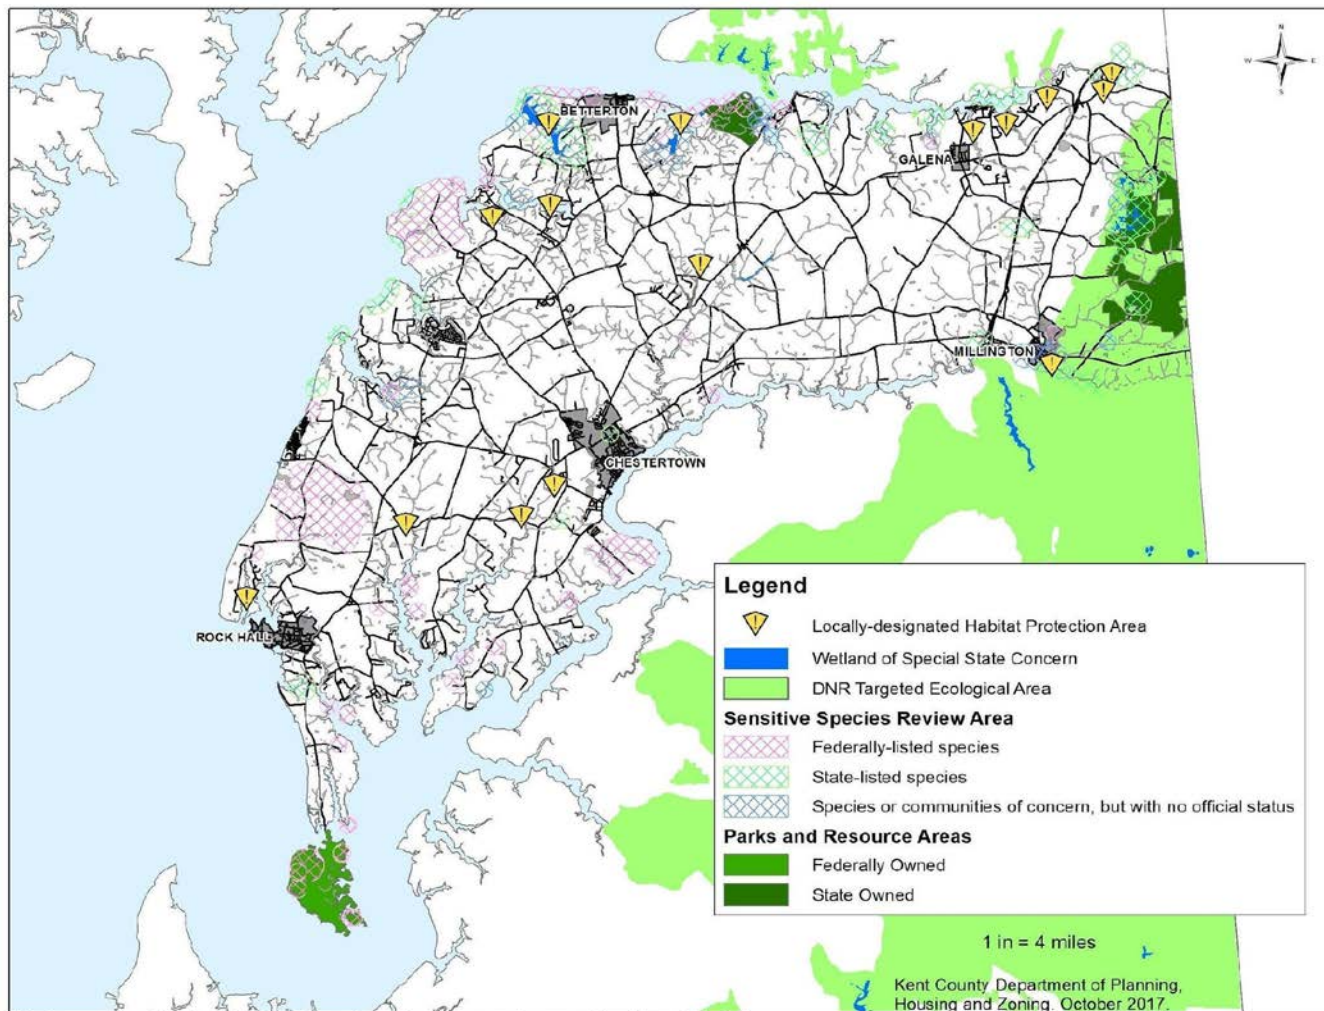 N
W E
S
BETTERTON
GALENA
MILLINGTON
CHESTERTOWN
ROCK HALL
Legend
Locally-designated Habitat Protection Area
Wetland of Special State Concern
DNR Targeted Ecological Area
Sensitive Species Review Area
Federally-listed species
State-listed species
Species or communities of concern, but with no official status
Parks and Resource Areas
Federally Owned
State Owned
1 in = 4 miles
Kent County Department of Planning,
Housing and Zoning. October 2017.